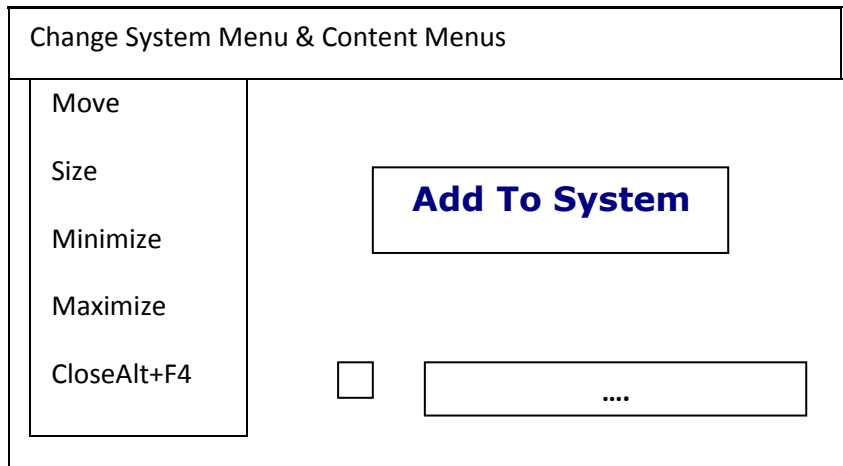 Change System Menu & Content Menus
Move
Size
Add To System
Minimize
Maximize
CloseAlt+F4
....